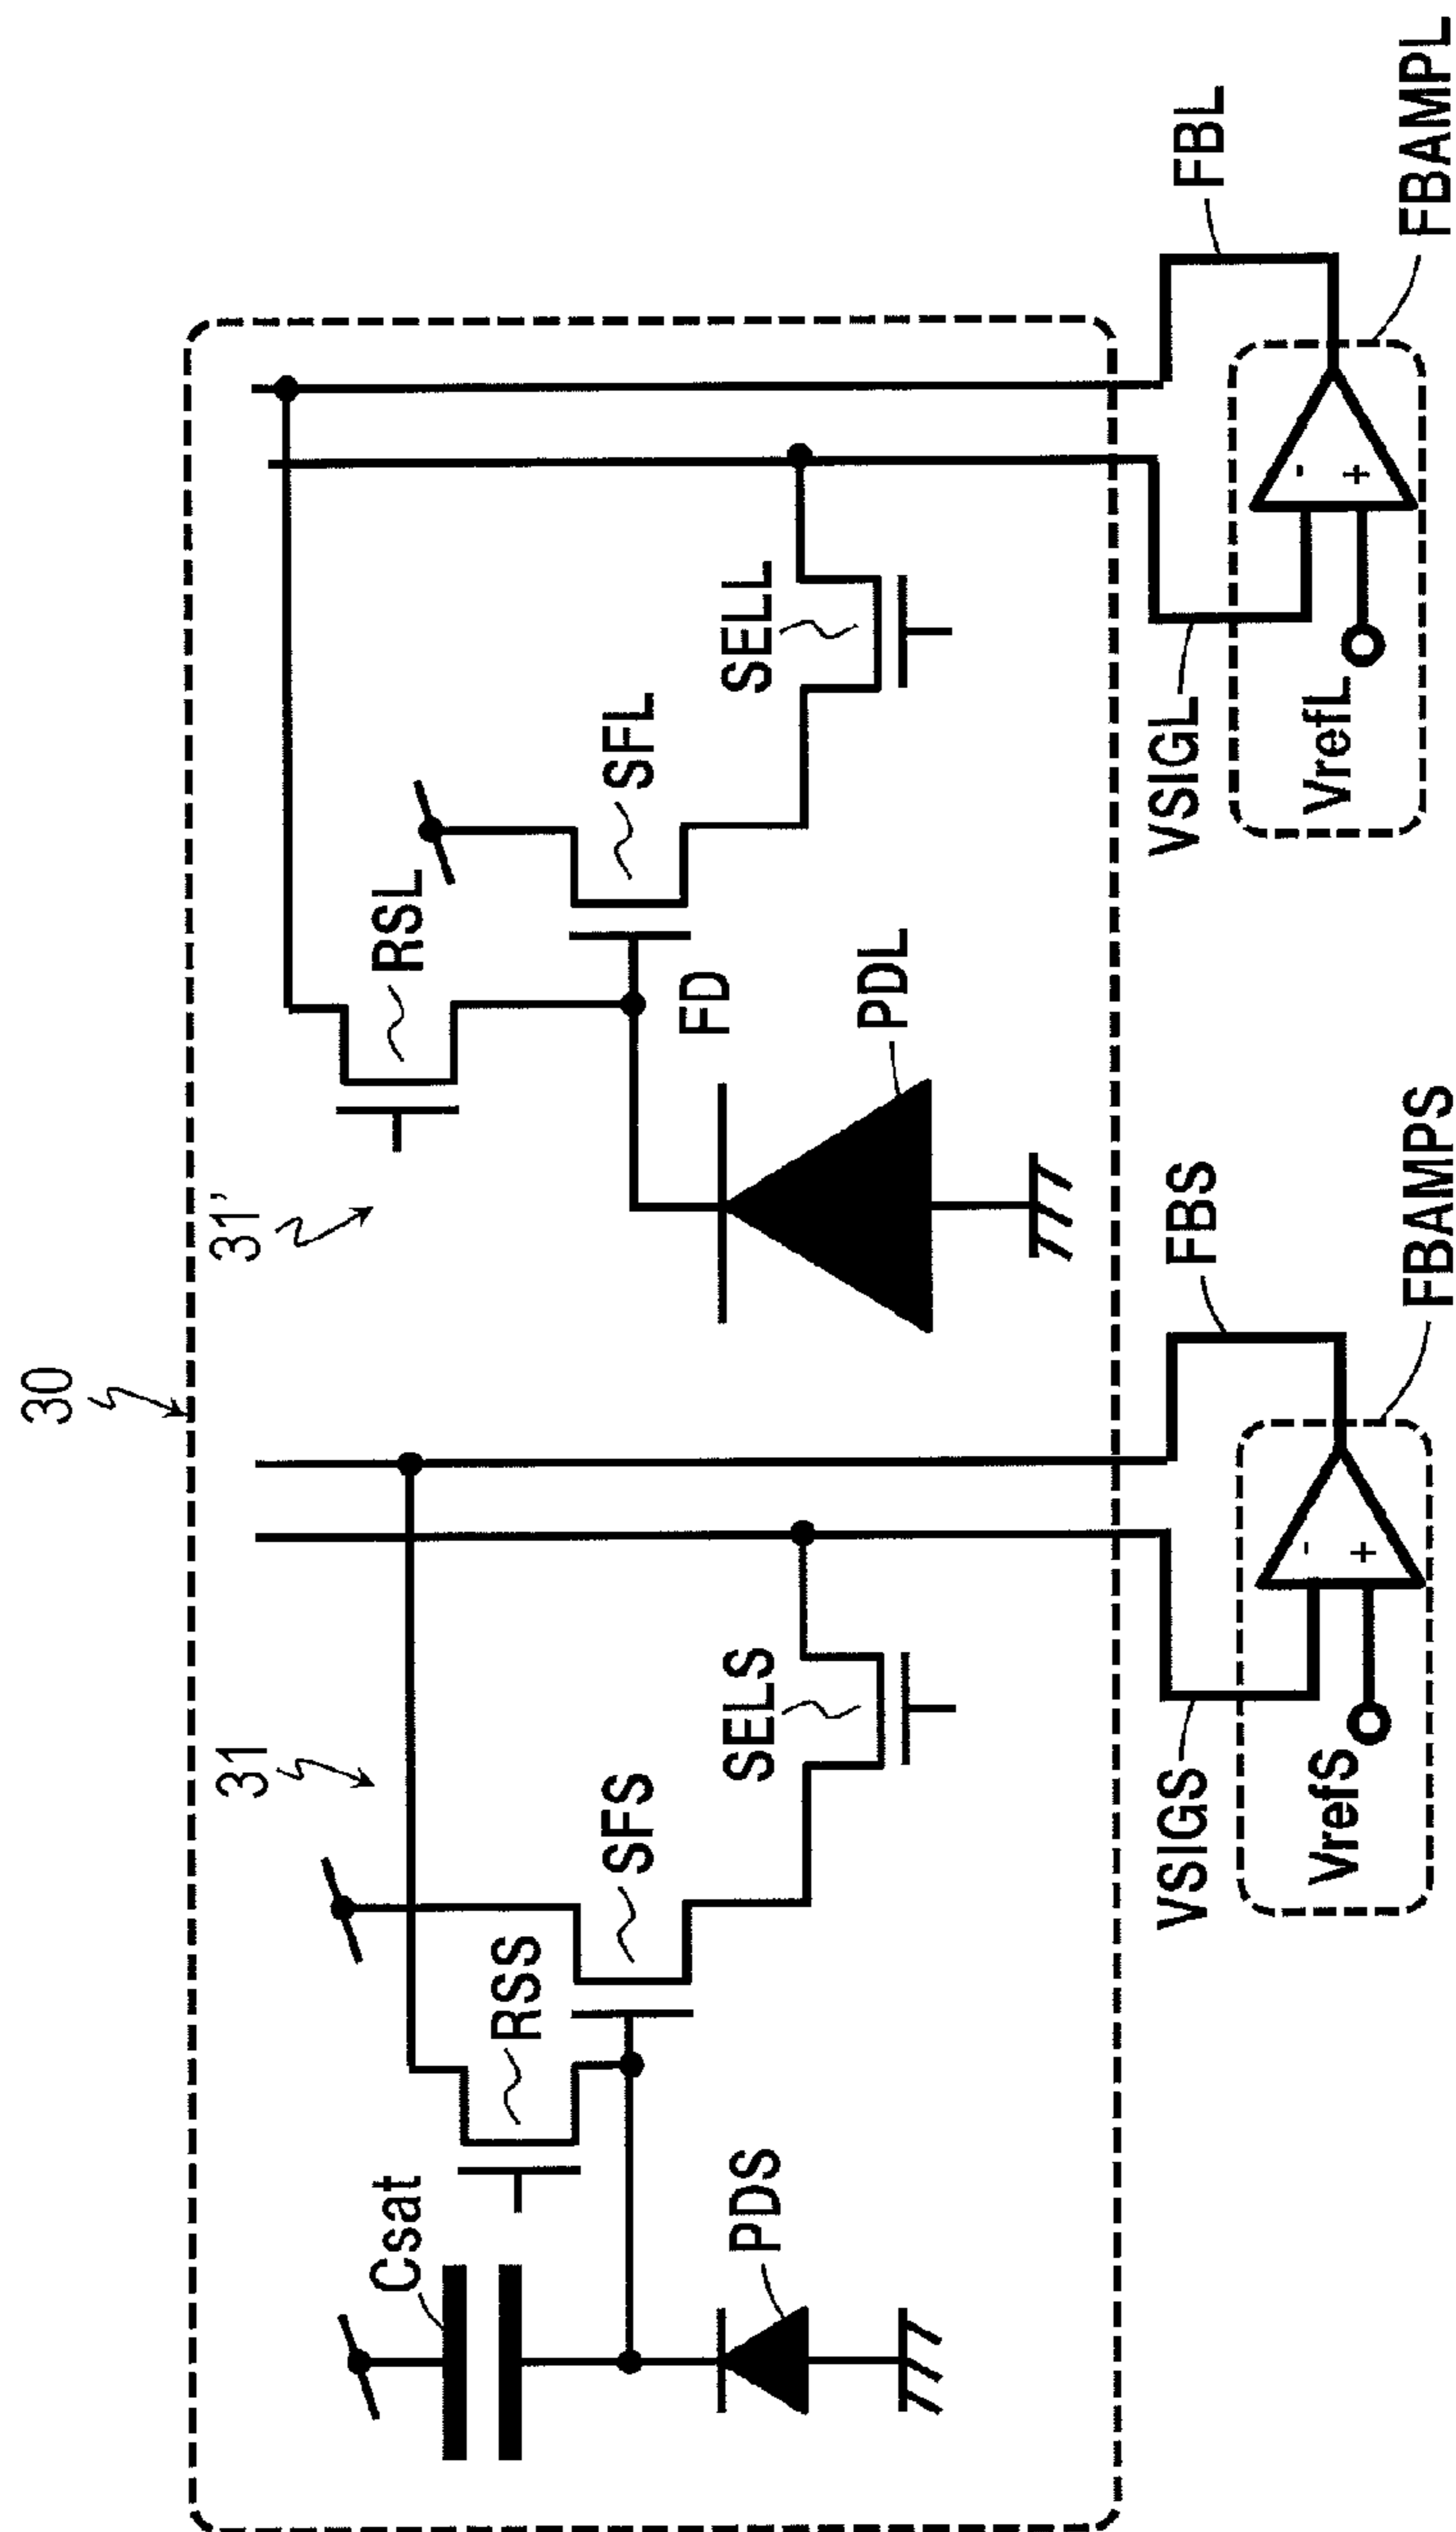 30
31
31'
Csat
RSS
SFS
SELS
PDS
RSL
SFL
SELL
FD
PDL
VSIGS
FBS
VrefS
-
+
FBAMPS
VSIGL
FBL
VrefL
-
+
FBAMPL